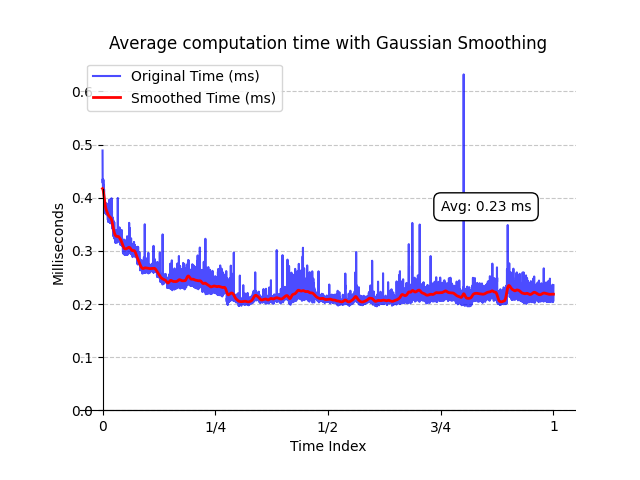 Average computation time with Gaussian Smoothing
Original Time (ms)
Smoothed Time (ms)
0.6
0.5
0.4
0.3
0.2
0.1
0.0
Milliseconds
Avg: 0.23 ms
0
1/4
1/2
3/4
1
Time Index